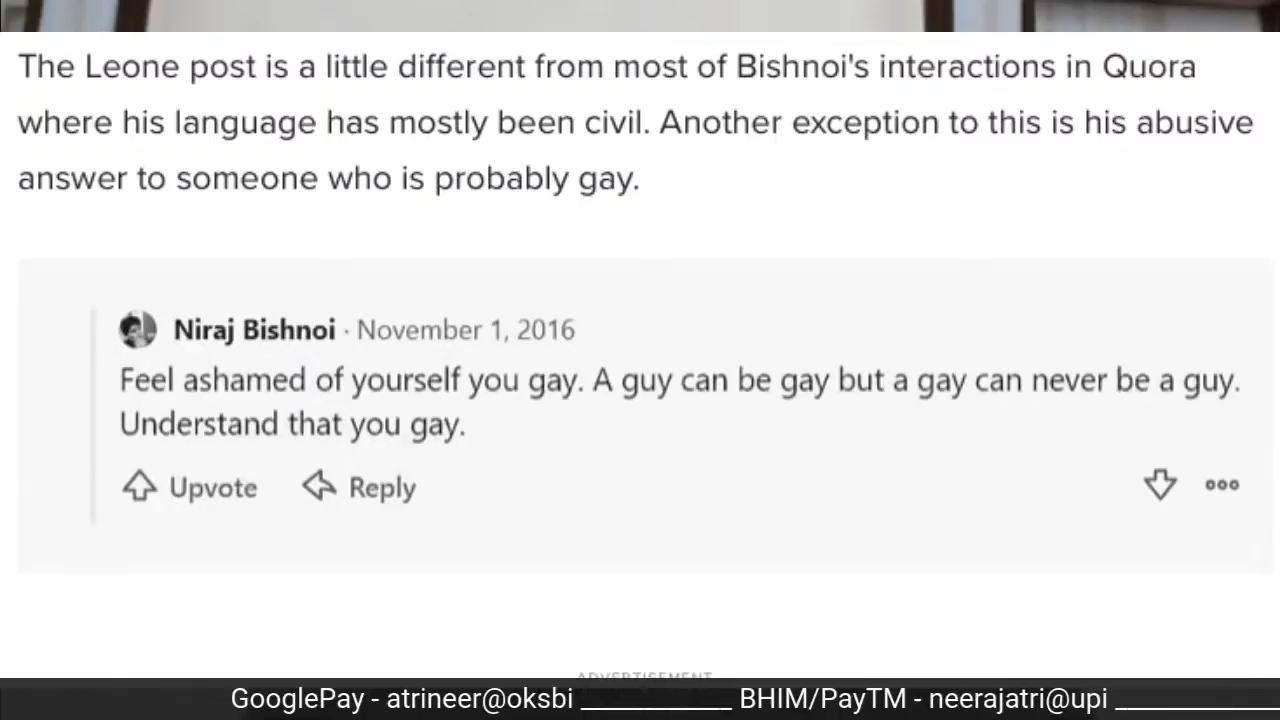 The Leone post is a little different from most of Bishnoi's interactions in Quora
where his language has mostly been civil. Another exception to this is his abusive
answer to someone who is probably gay.
Niraj Bishnoi · November 1, 2016
Feel ashamed of yourself you gay. A guy can be gay but a gay can never be a guy.
Understand that you gay.
Upvote Reply
ADVERTISEMENT
GooglePay - atrineer@oksbi ___________ BHIM/PayTM - neerajatri@upi ____________